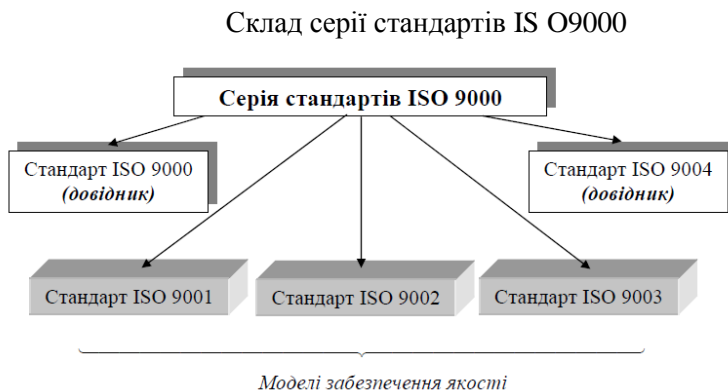 Склад серії стандартів IS O9000
Серія стандартів ISO 9000
Стандарт ISO 9000
(довідник)
Стандарт ISO 9004
(довідник)
Стандарт ISO 9001
Стандарт ISO 9002
Стандарт ISO 9003
Моделі забезпечення якості